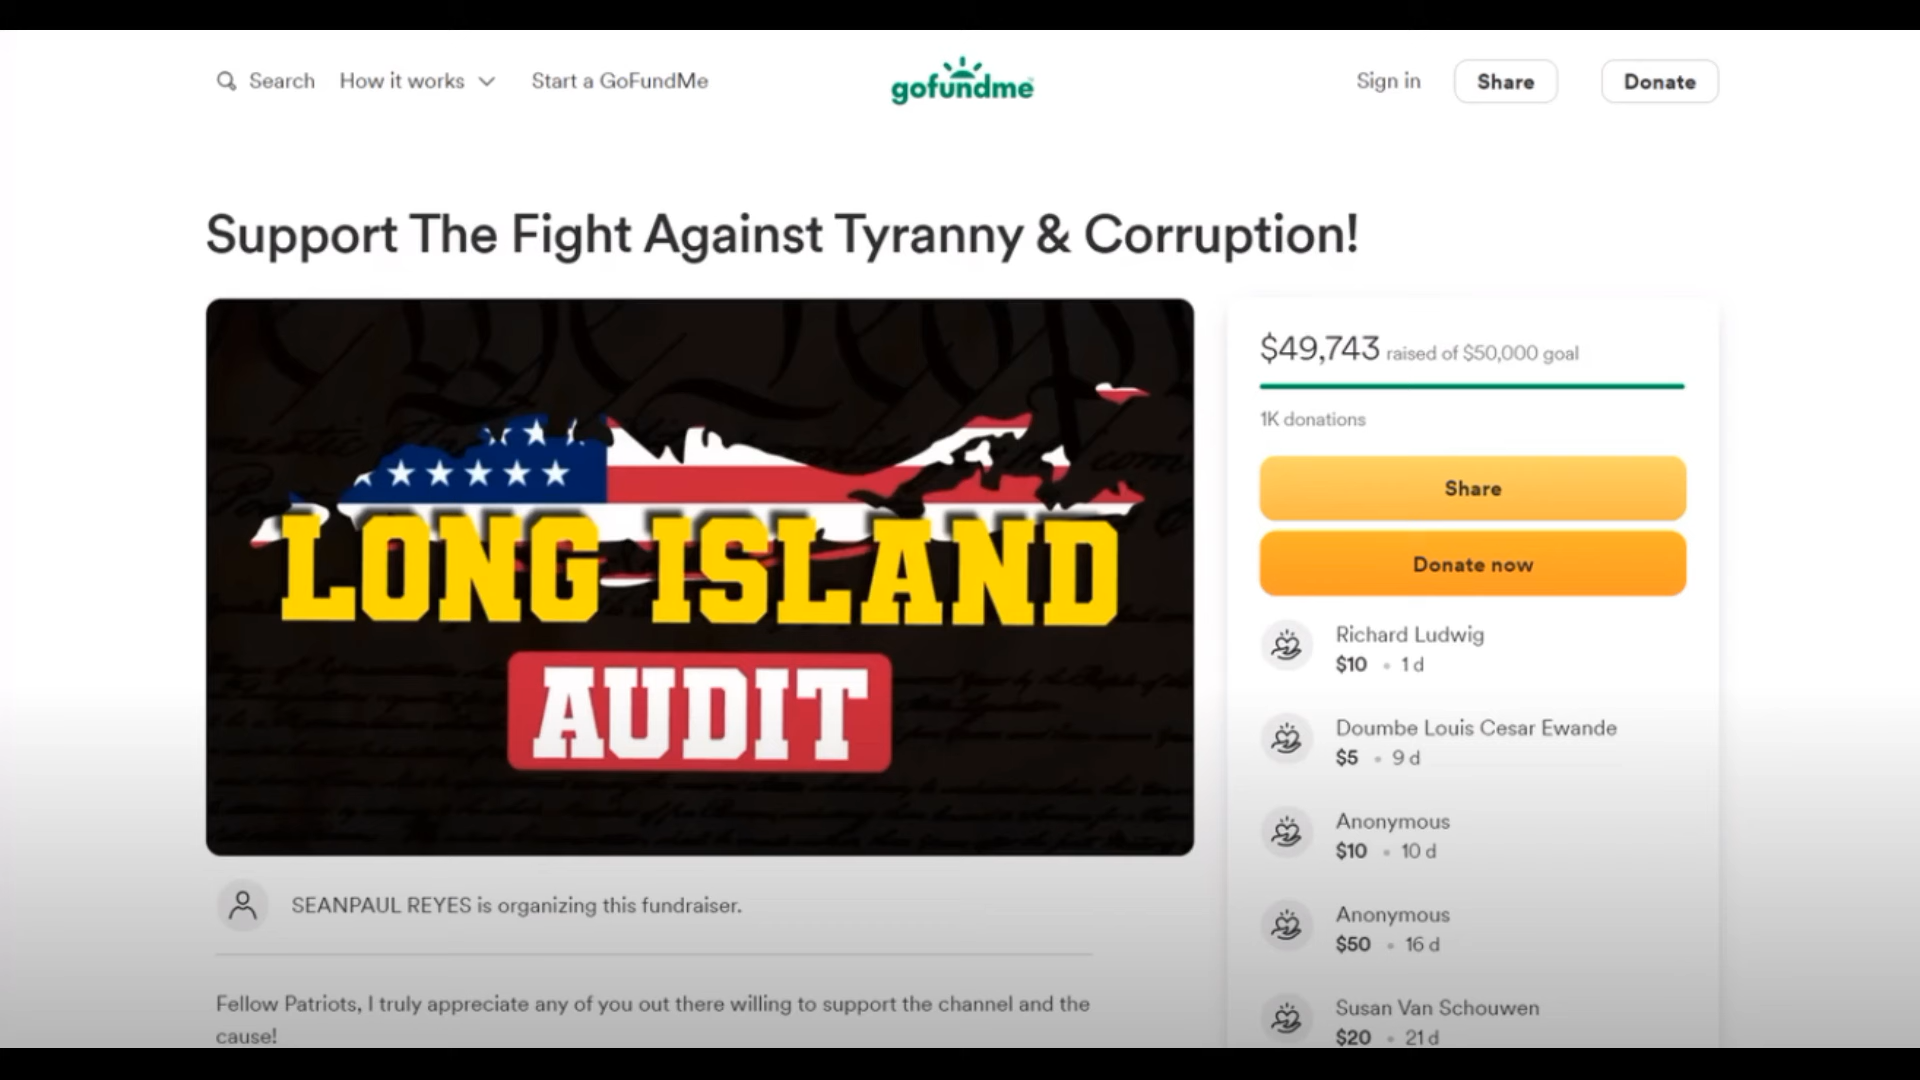 Search How it works Start a GoFundMe gofundme Sign in Share Donate
Support The Fight Against Tyranny & Corruption!
LONG ISLAND
AUDIT
SEANPAUL REYES is organizing this fundraiser.
Fellow Patriots, I truly appreciate any of you out there willing to support the channel and the
cause!
$49,743 raised of $50,000 goal
1K donations
Share
Donate now
Richard Ludwig
$10 • 1 d
Doumbe Louis Cesar Ewande
$5 • 9 d
Anonymous
$10 • 10 d
Anonymous
$50 • 16 d
Susan Van Schouwen
$20 • 21 d